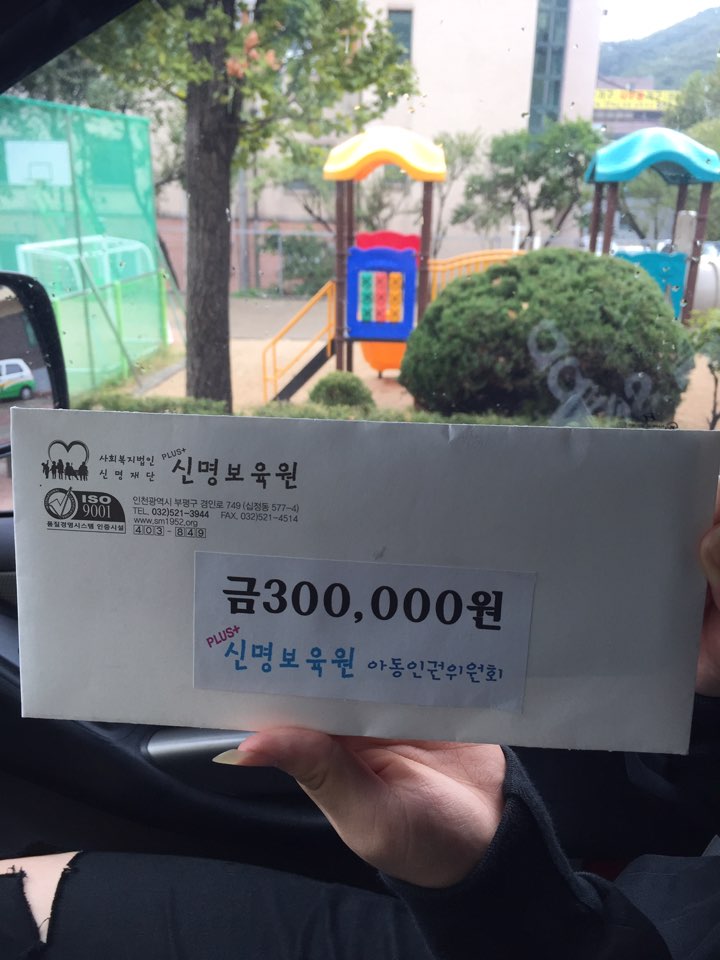 사회복지법인
신명재단
PLUS+
신명보육원
ISO
9001
품질경영시스템 인증시설
인천광역시 부평구 경인로 749 (십정동 577-4)
TEL. 032)521-3944 FAX. 032)521-4514
www.sm1952.org
403-849
금300,000원
PLUS+
신명보육원 아동인권위원회